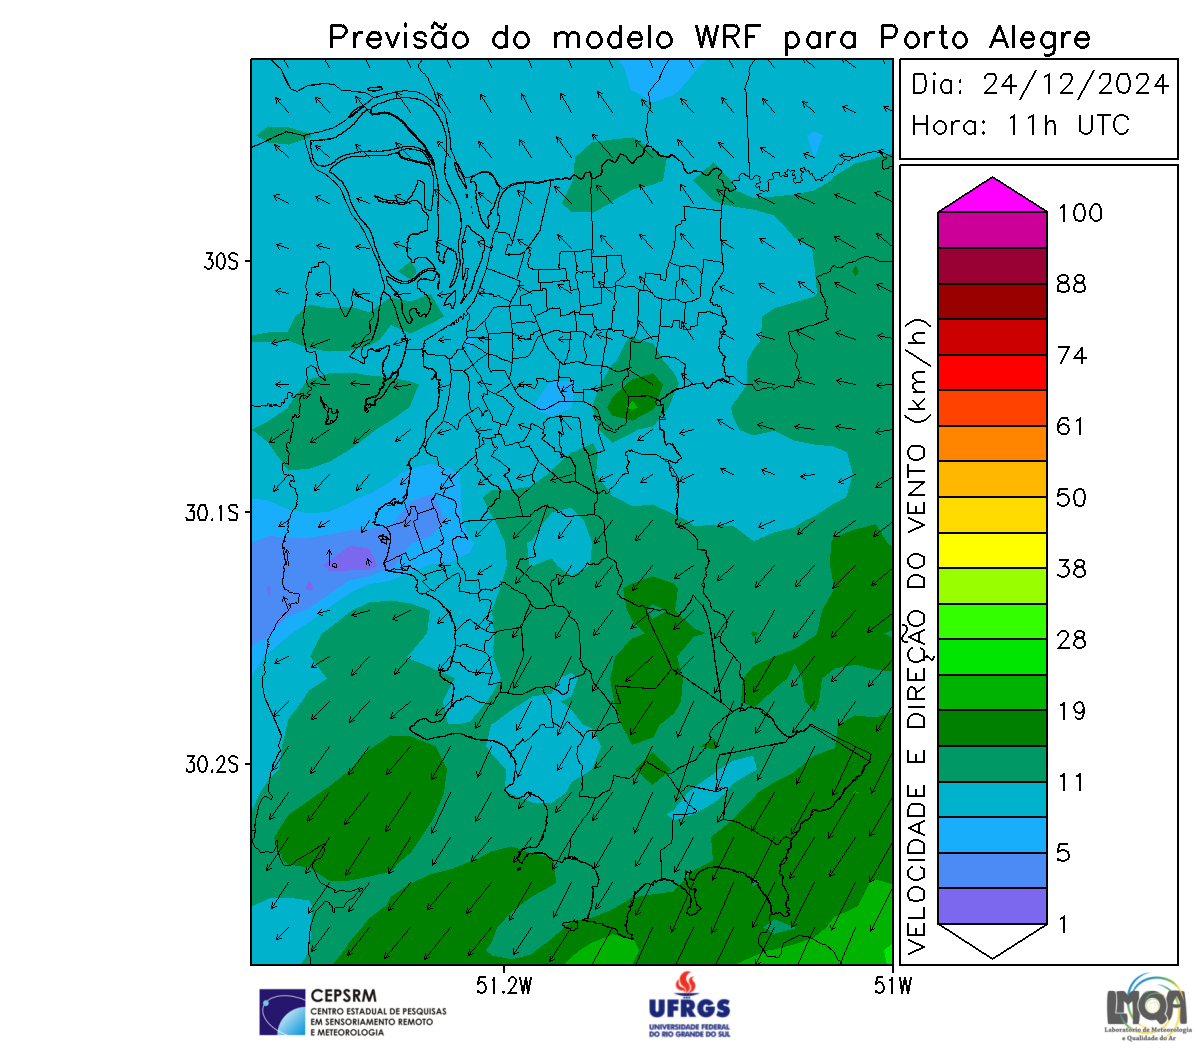 Previsão do modelo WRF para Porto Alegre
Dia: 24/12/2024
Hora: 11h UTC
30S
30.1S
30.2S
51.2W
51W
VELOCIDADE E DIREÇÃO DO VENTO (km/h)
100
88
74
61
50
38
28
19
11
5
1
CEPSRM
CENTRO ESTADUAL DE PESQUISAS
EM SENSORIAMENTO REMOTO
E METEOROLOGIA
UFRGS
UNIVERSIDADE FEDERAL
DO RIO GRANDE DO SUL
LMQA
Laboratório de Meteorologia
e Qualidade do Ar